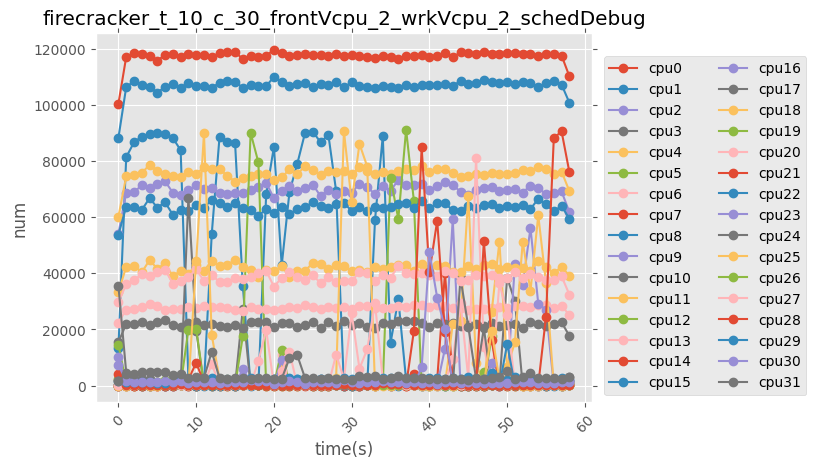 firecracker_t_10_c_30_frontVcpu_2_wrkVcpu_2_schedDebug
120000
100000
80000
60000
40000
20000
0
num
0 10 20 30 40 50 60
time(s)
cpu0 cpu16
cpu1 cpu17
cpu2 cpu18
cpu3 cpu19
cpu4 cpu20
cpu5 cpu21
cpu6 cpu22
cpu7 cpu23
cpu8 cpu24
cpu9 cpu25
cpu10 cpu26
cpu11 cpu27
cpu12 cpu28
cpu13 cpu29
cpu14 cpu30
cpu15 cpu31